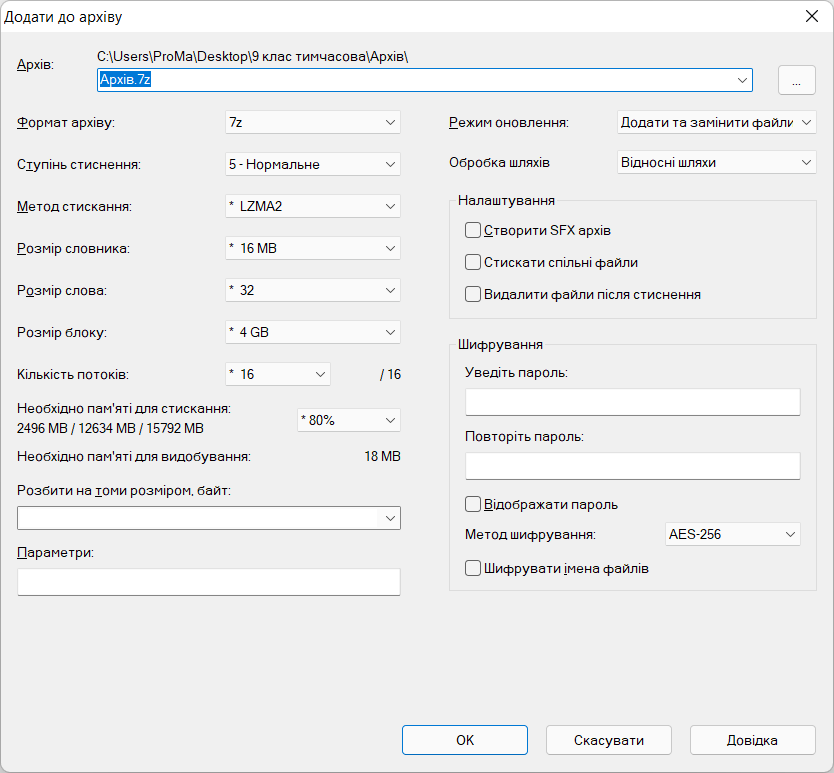 Додати до архіву
Архів:
C:\Users\ProMa\Desktop\9 клас тимчасова\Архів\
Архів.7z
...
Формат архіву:
7z
Ступінь стиснення:
5 - Нормальне
Метод стискання:
* LZMA2
Розмір словника:
* 16 MB
Розмір слова:
* 32
Розмір блоку:
* 4 GB
Кількість потоків:
* 16
/ 16
Необхідно пам'яті для стискання:
2496 MB / 12634 MB / 15792 MB
* 80%
Необхідно пам'яті для видобування:
18 MB
Розбити на томи розміром, байт:
Параметри:
Режим оновлення:
Додати та замінити файли
Обробка шляхів
Відносні шляхи
Налаштування
Створити SFX архів
Стискати спільні файли
Видалити файли після стиснення
Шифрування
Уведіть пароль:
Повторіть пароль:
Відображати пароль
Метод шифрування:
AES-256
Шифрувати імена файлів
OK
Скасувати
Довідка